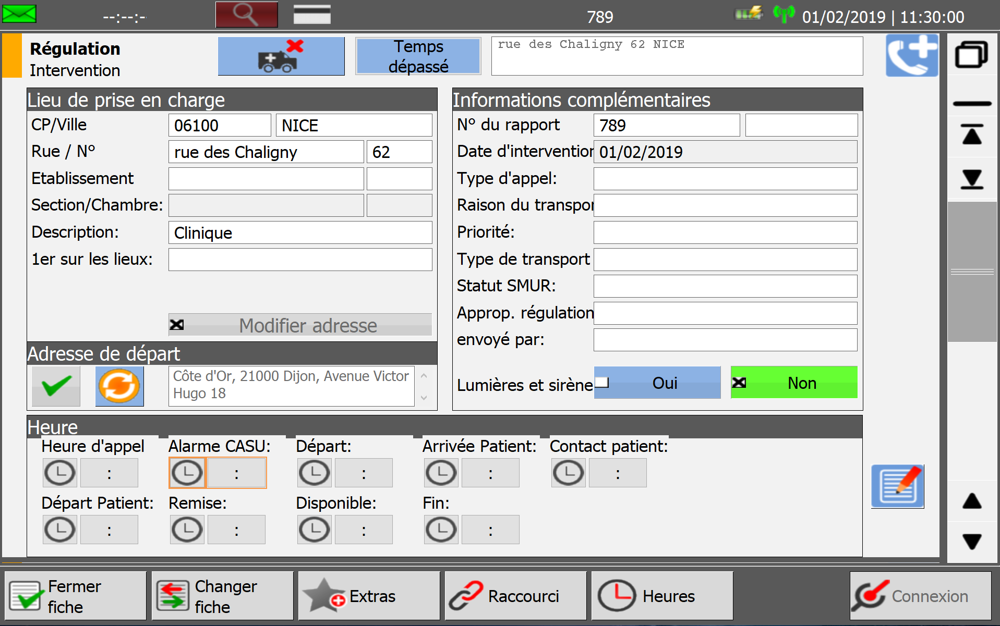 --:--:-
789
01/02/2019 | 11:30:00
Régulation
Intervention
Temps
dépassé
rue des Chaligny 62 NICE
Lieu de prise en charge
CP/Ville 06100 NICE
Rue / N° rue des Chaligny 62
Etablissement
Section/Chambre:
Description: Clinique
1er sur les lieux:
Modifier adresse
Adresse de départ
Côte d'Or, 21000 Dijon, Avenue Victor
Hugo 18
Informations complémentaires
N° du rapport 789
Date d'intervention 01/02/2019
Type d'appel:
Raison du transpor
Priorité:
Type de transport
Statut SMUR:
Approp. régulation
envoyé par:
Lumières et sirène Oui Non
Heure
Heure d'appel Alarme CASU: Départ: Arrivée Patient: Contact patient:
: : : : :
Départ Patient: Remise: Disponible: Fin:
: : : :
Fermer
fiche
Changer
fiche
Extras
Raccourci
Heures
Connexion